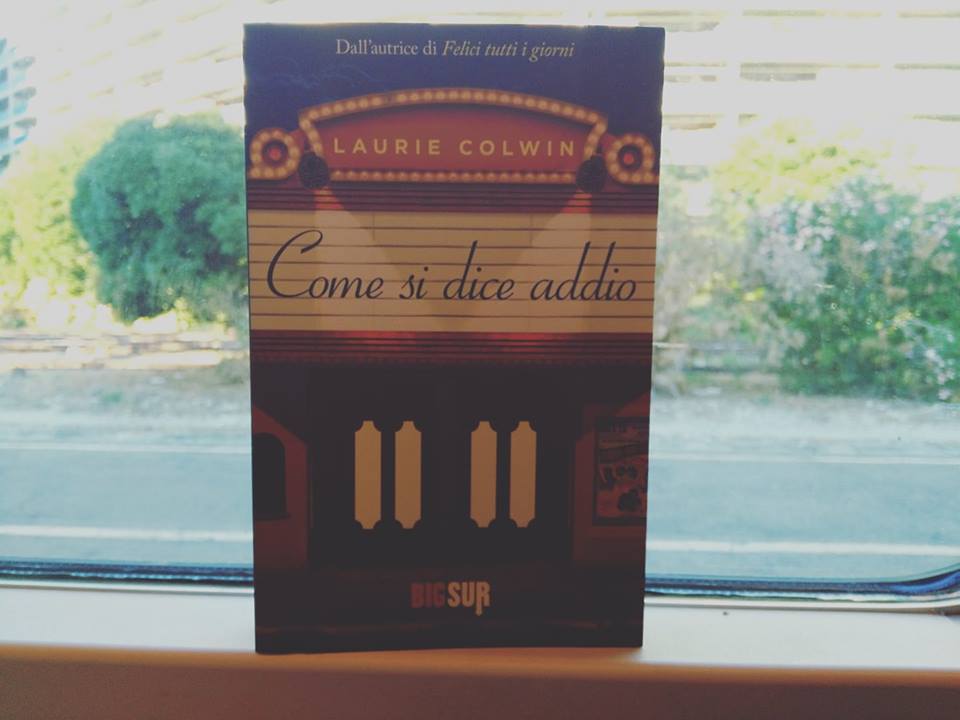 Dall'autrice di Felici tutti i giorni
LAURIE COLWIN
Come si dice addio
BIGSUR